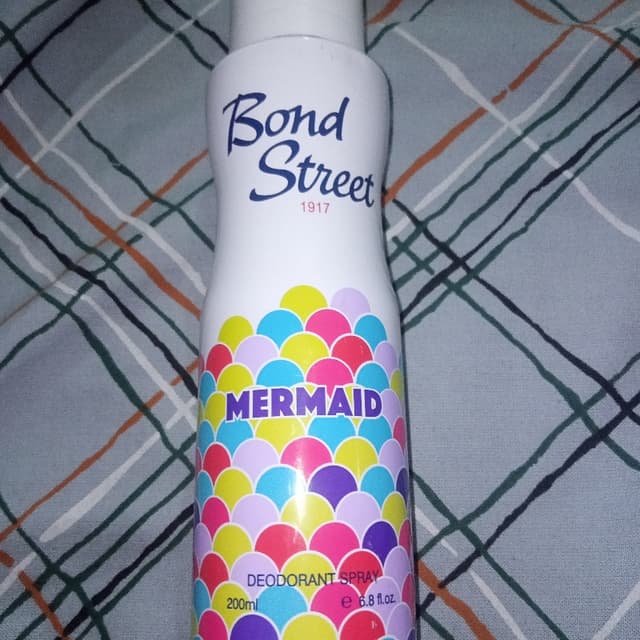 Bond
Street
1917
MERMAID
DEODORANT SPRAY
200ml ℮ 6.8 fl.oz.